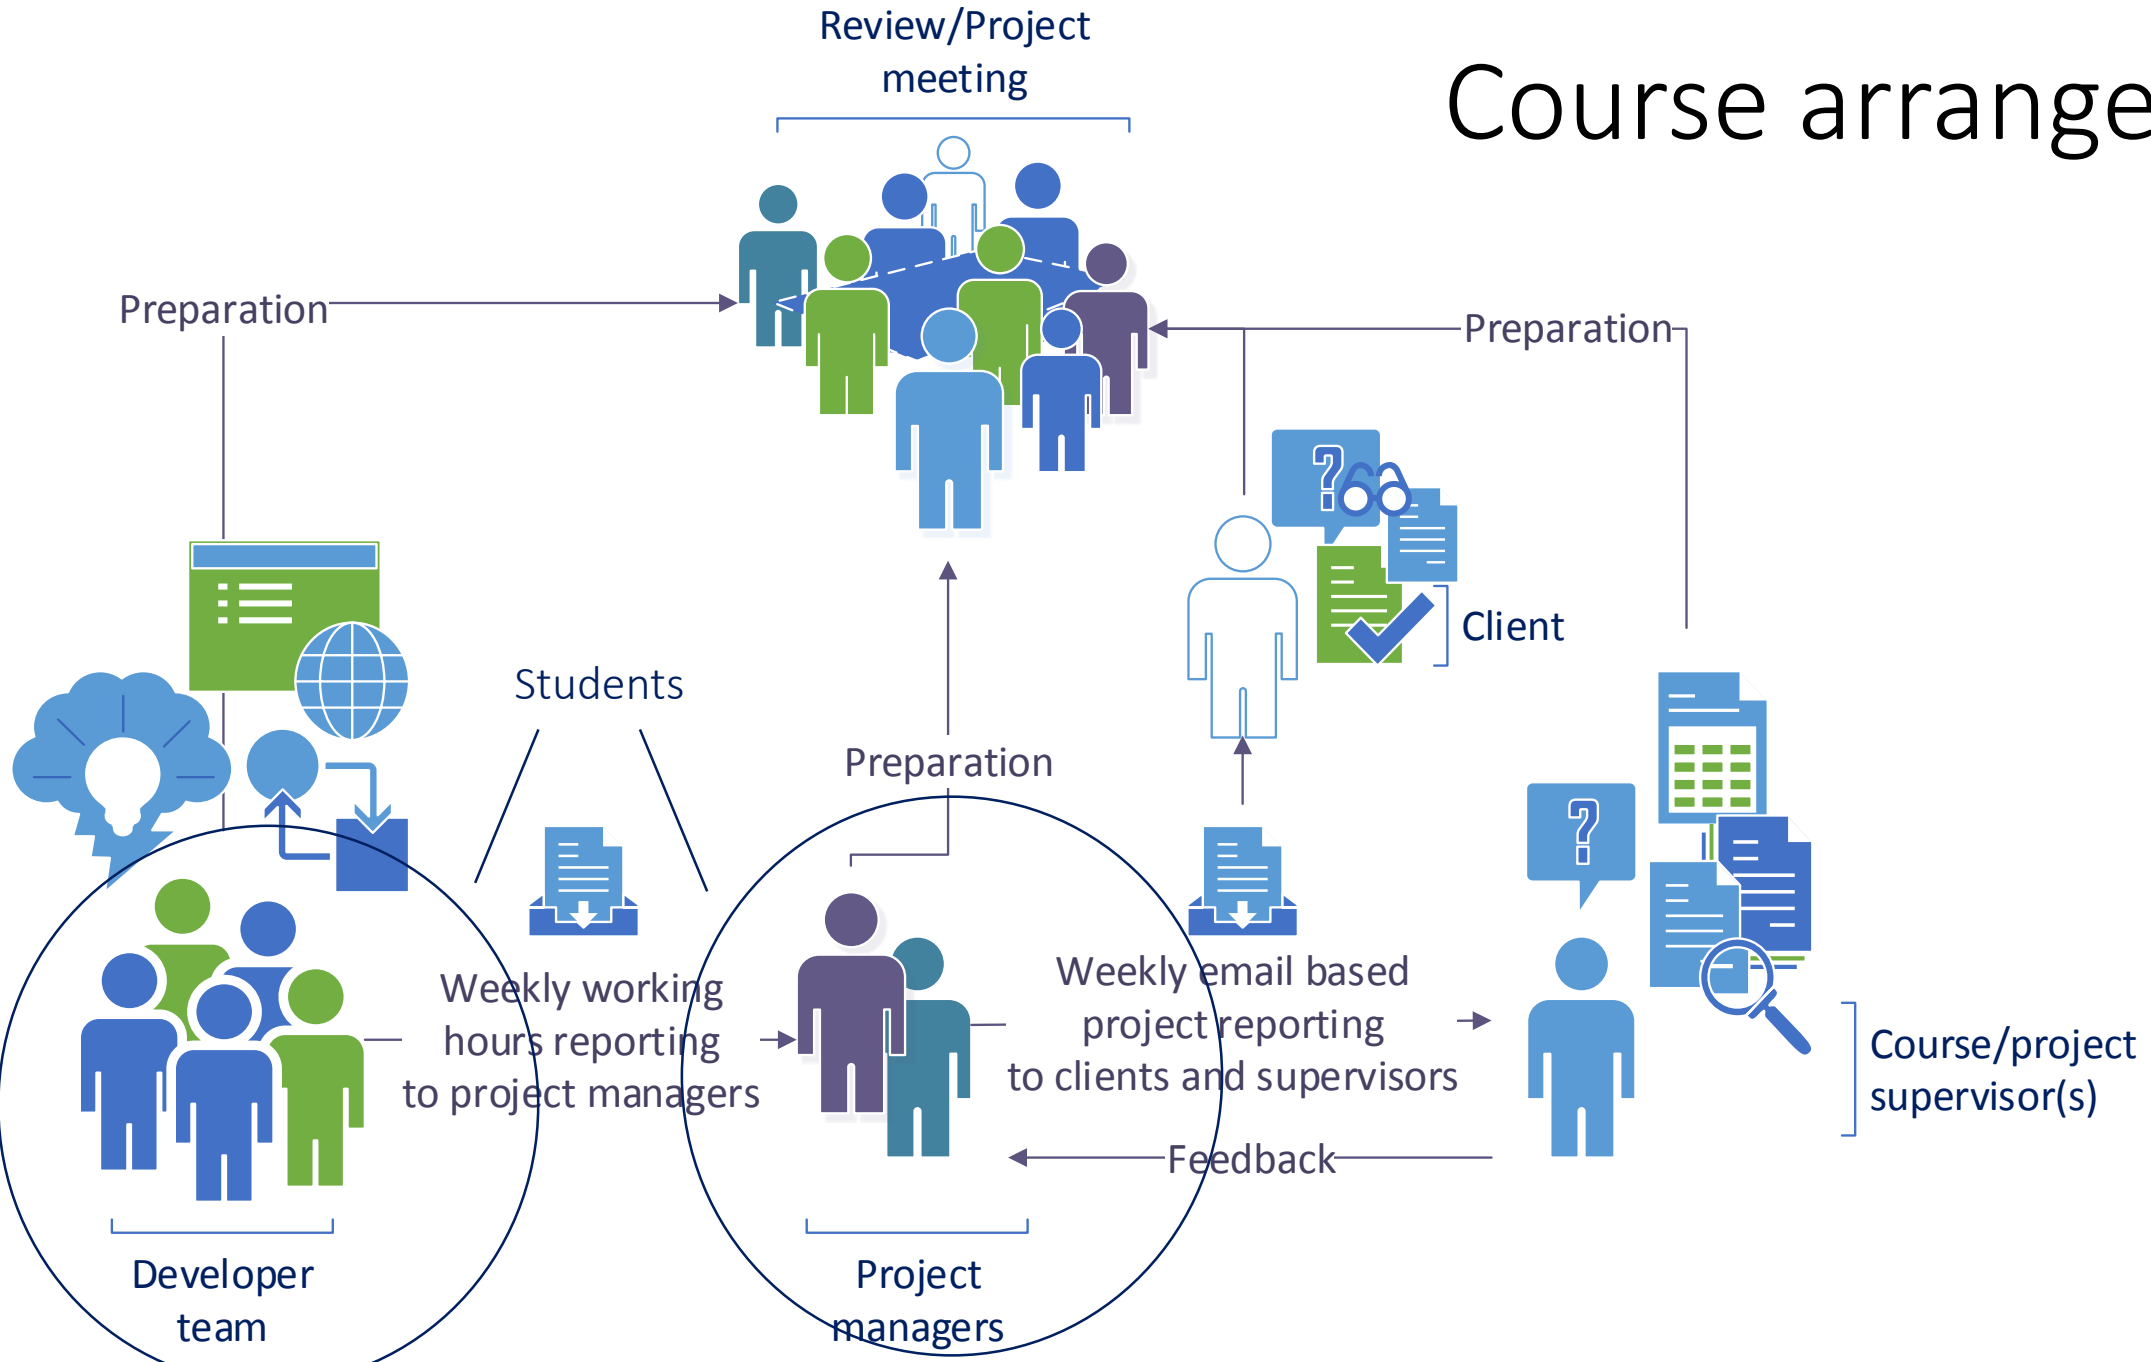 Review/Project
meeting
Course arrange
Preparation
Preparation
Client
Students
Preparation
?
?
Weekly working
hours reporting
to project managers
Weekly email based
project reporting
to clients and supervisors
Feedback
Course/project
supervisor(s)
Developer
team
Project
managers